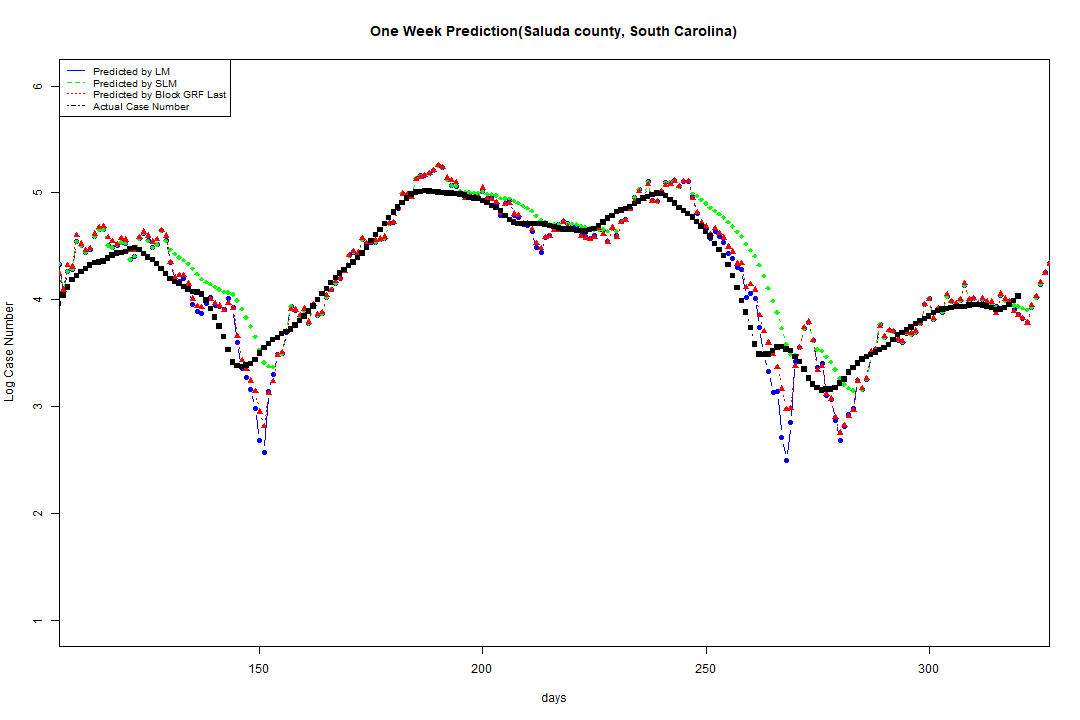 One Week Prediction(Saluda county, South Carolina)
Predicted by LM
Predicted by SLM
Predicted by Block GRF Last
Actual Case Number
6
5
4
3
2
1
Log Case Number
150 200 250 300
days